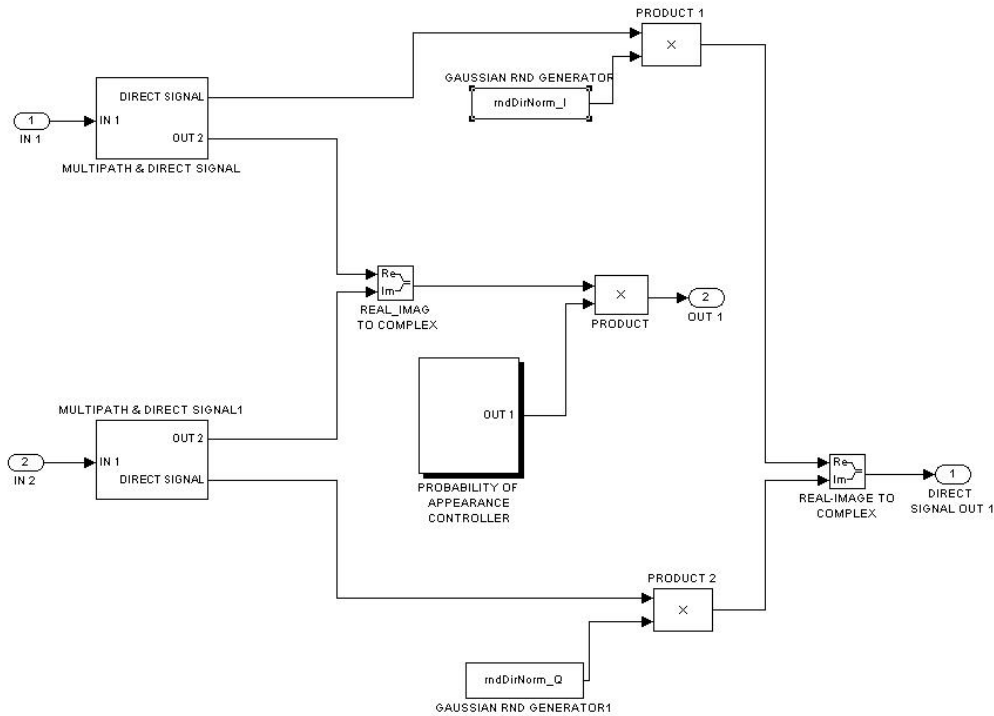 PRODUCT 1
×
GAUSSIAN RND GENERATOR
rndDirNorm_I
DIRECT SIGNAL
1
IN 1
OUT 2
IN 1
MULTIPATH & DIRECT SIGNAL
Re
Im
REAL_IMAG
TO COMPLEX
×
PRODUCT
2
OUT 1
MULTIPATH & DIRECT SIGNAL1
OUT 2
2
IN 1
IN 2
DIRECT SIGNAL
OUT 1
PROBABILITY OF
APPEARANCE
CONTROLLER
Re
Im
REAL-IMAGE TO
COMPLEX
1
DIRECT
SIGNAL OUT 1
PRODUCT 2
×
rndDirNorm_Q
GAUSSIAN RND GENERATOR1